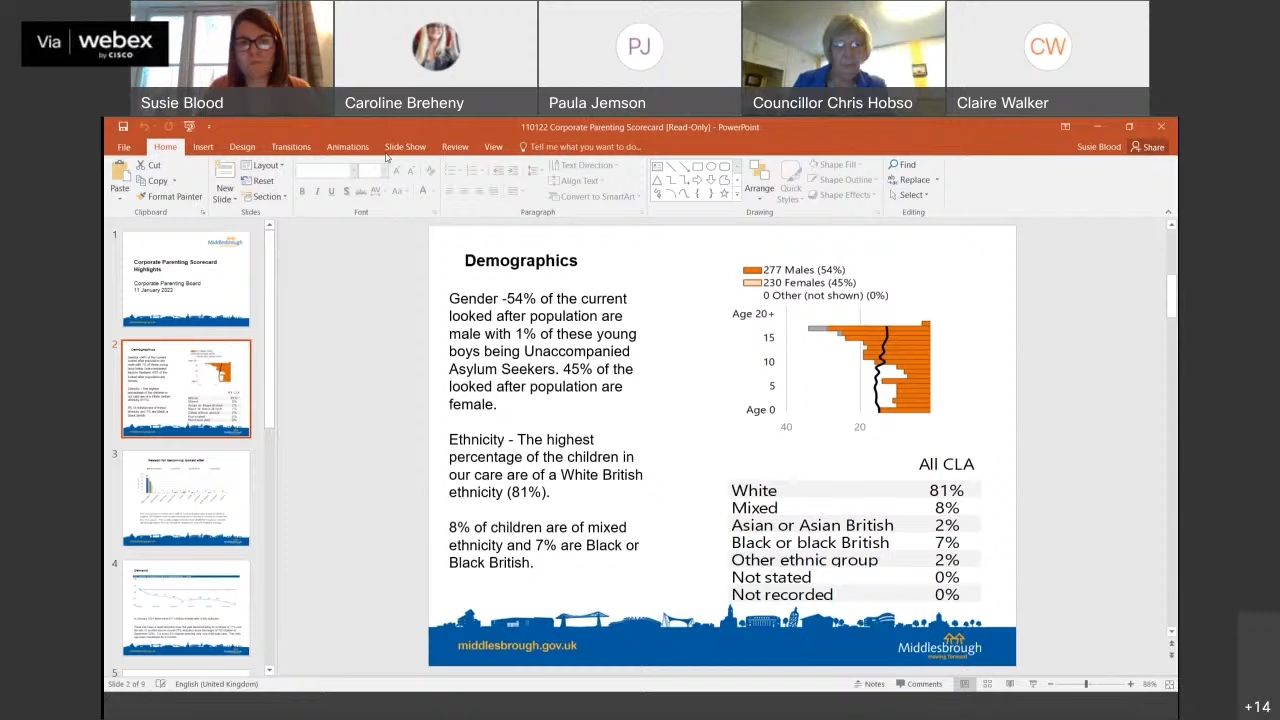 Via webex
by CISCO
Susie Blood
Caroline Breheny
PJ
Paula Jemson
Councillor Chris Hobso
CW
Claire Walker
110122 Corporate Parenting Scorecard [Read-Only] - PowerPoint
File
Home
Insert
Design
Transitions
Animations
Slide Show
Review
View
Tell me what you want to do...
Susie Blood
Share
Paste
Cut
Copy
Format Painter
Clipboard
New
Slide
Layout
Reset
Section
Slides
Font
Text Direction
Align Text
Convert to SmartArt
Paragraph
Arrange
Quick
Styles
Shape Fill
Shape Outline
Shape Effects
Drawing
Find
Replace
Select
Editing
1
Middlesbrough
Corporate Parenting Scorecard
Highlights
Corporate Parenting Board
11 January 2022
2
3
4
5
Demographics
Gender -54% of the current
looked after population are
male with 1% of these young
boys being Unaccompanied
Asylum Seekers. 45% of the
looked after population are
female.
Ethnicity - The highest
percentage of the children in
our care are of a White British
ethnicity (81%).
8% of children are of mixed
ethnicity and 7% are Black or
Black British.
277 Males (54%)
230 Females (45%)
0 Other (not shown) (0%)
Age 20+
15
10
5
Age 0
40 20
All CLA
White 81%
Mixed 8%
Asian or Asian British 2%
Black or black British 7%
Other ethnic group 2%
Not stated 0%
Not recorded 0%
middlesbrough.gov.uk
Middlesbrough
moving forward
Slide 2 of 9
English (United Kingdom)
Notes
Comments
88%
+14